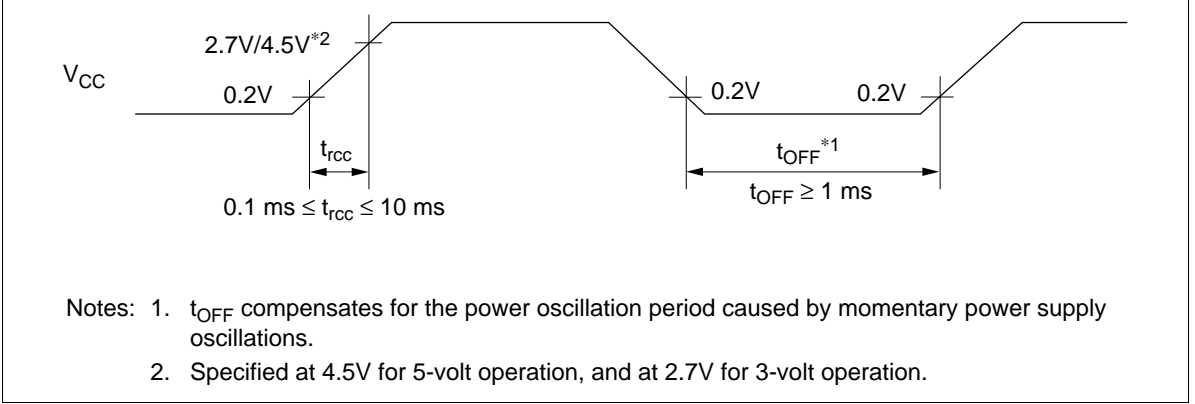 2.7V/4.5V*2
VCC
0.2V
0.2V
0.2V
trcc
tOFF*1
tOFF ≥ 1 ms
0.1 ms ≤ trcc ≤ 10 ms
Notes: 1. tOFF compensates for the power oscillation period caused by momentary power supply
oscillations.
2. Specified at 4.5V for 5-volt operation, and at 2.7V for 3-volt operation.